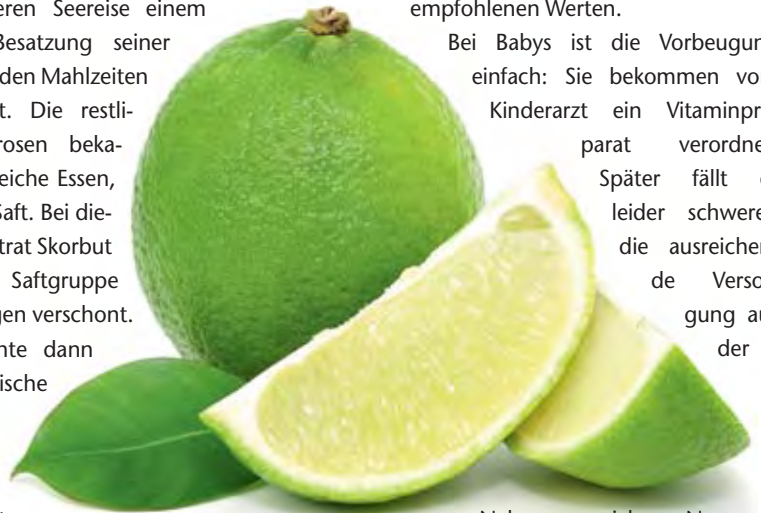 eren Seereise einem
Besatzung seiner
den Mahlzeiten
t. Die restli-
rosen beka-
eiche Essen,
Saft. Bei die-
trat Skorbut
Saftgruppe
gen verschont.
nte dann
ische
empfohlenen Werten.
Bei Babys ist die Vorbeugun
einfach: Sie bekommen vo
Kinderarzt ein Vitaminpr
parat verordne
Später fällt
leider schwere
die ausreichen
de Verso
gung au
der